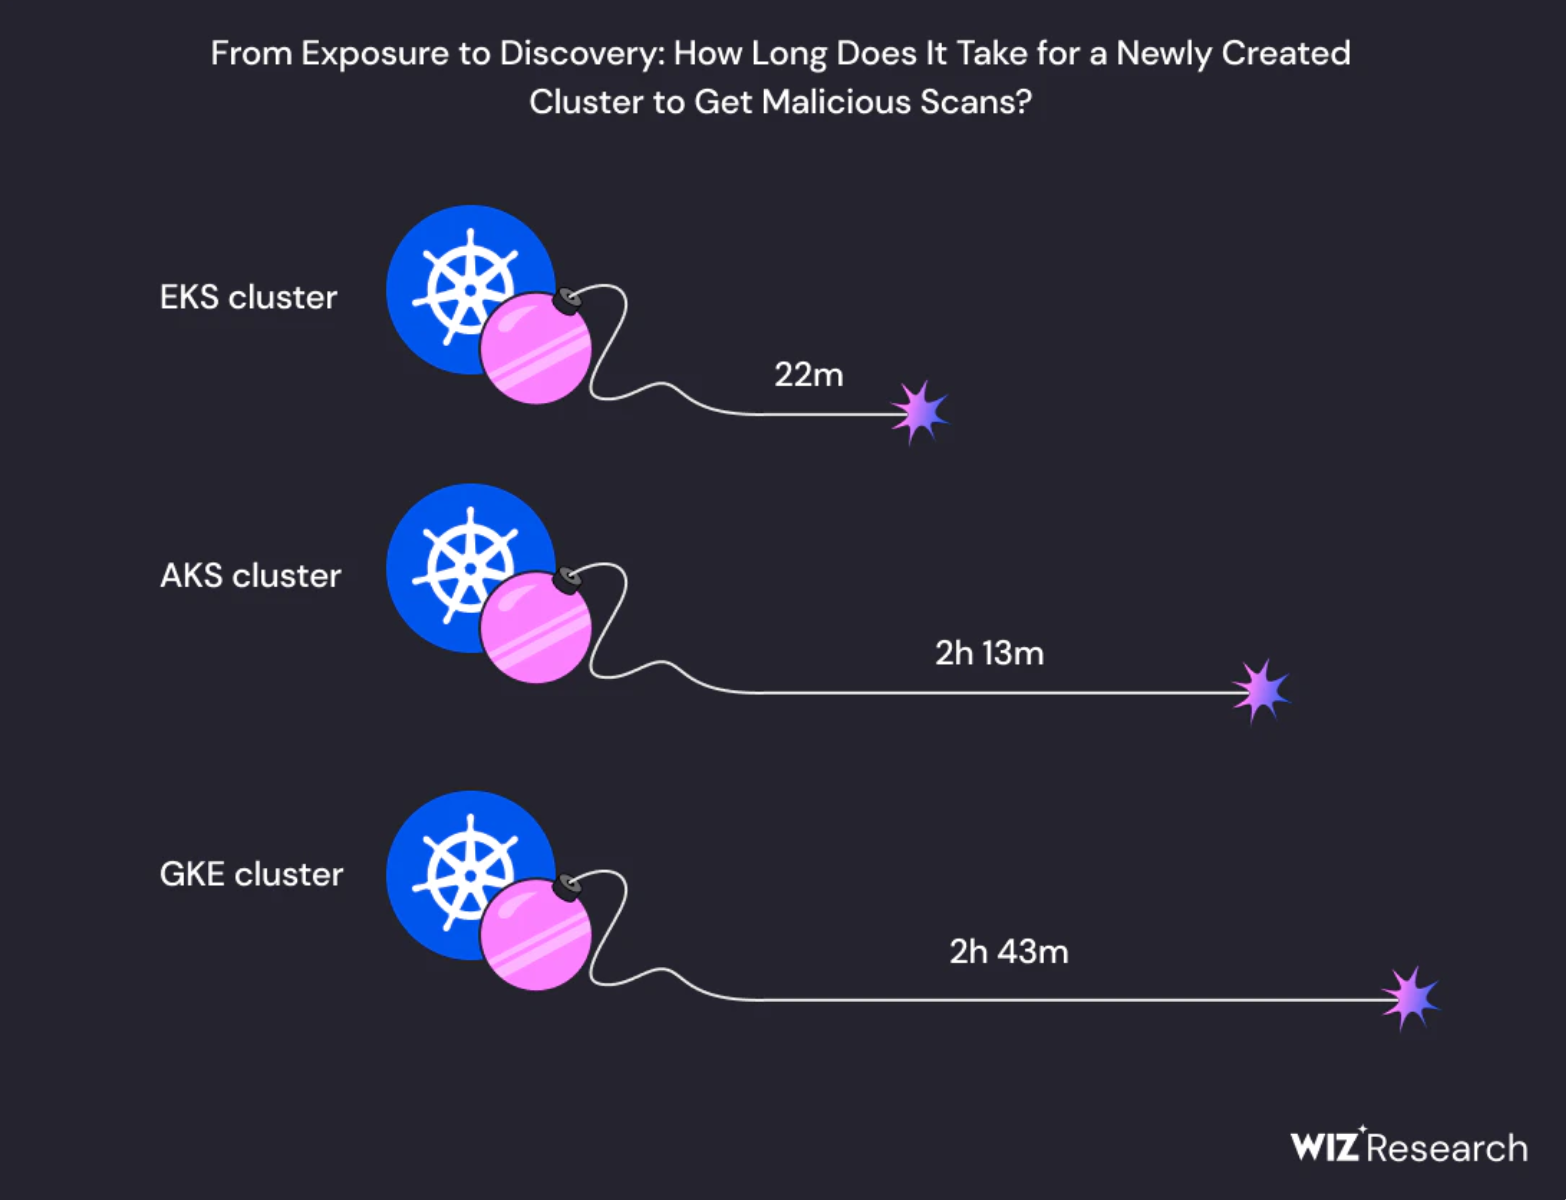 From Exposure to Discovery: How Long Does It Take for a Newly Created
Cluster to Get Malicious Scans?
EKS cluster
22m
AKS cluster
2h 13m
GKE cluster
2h 43m
WIZ Research